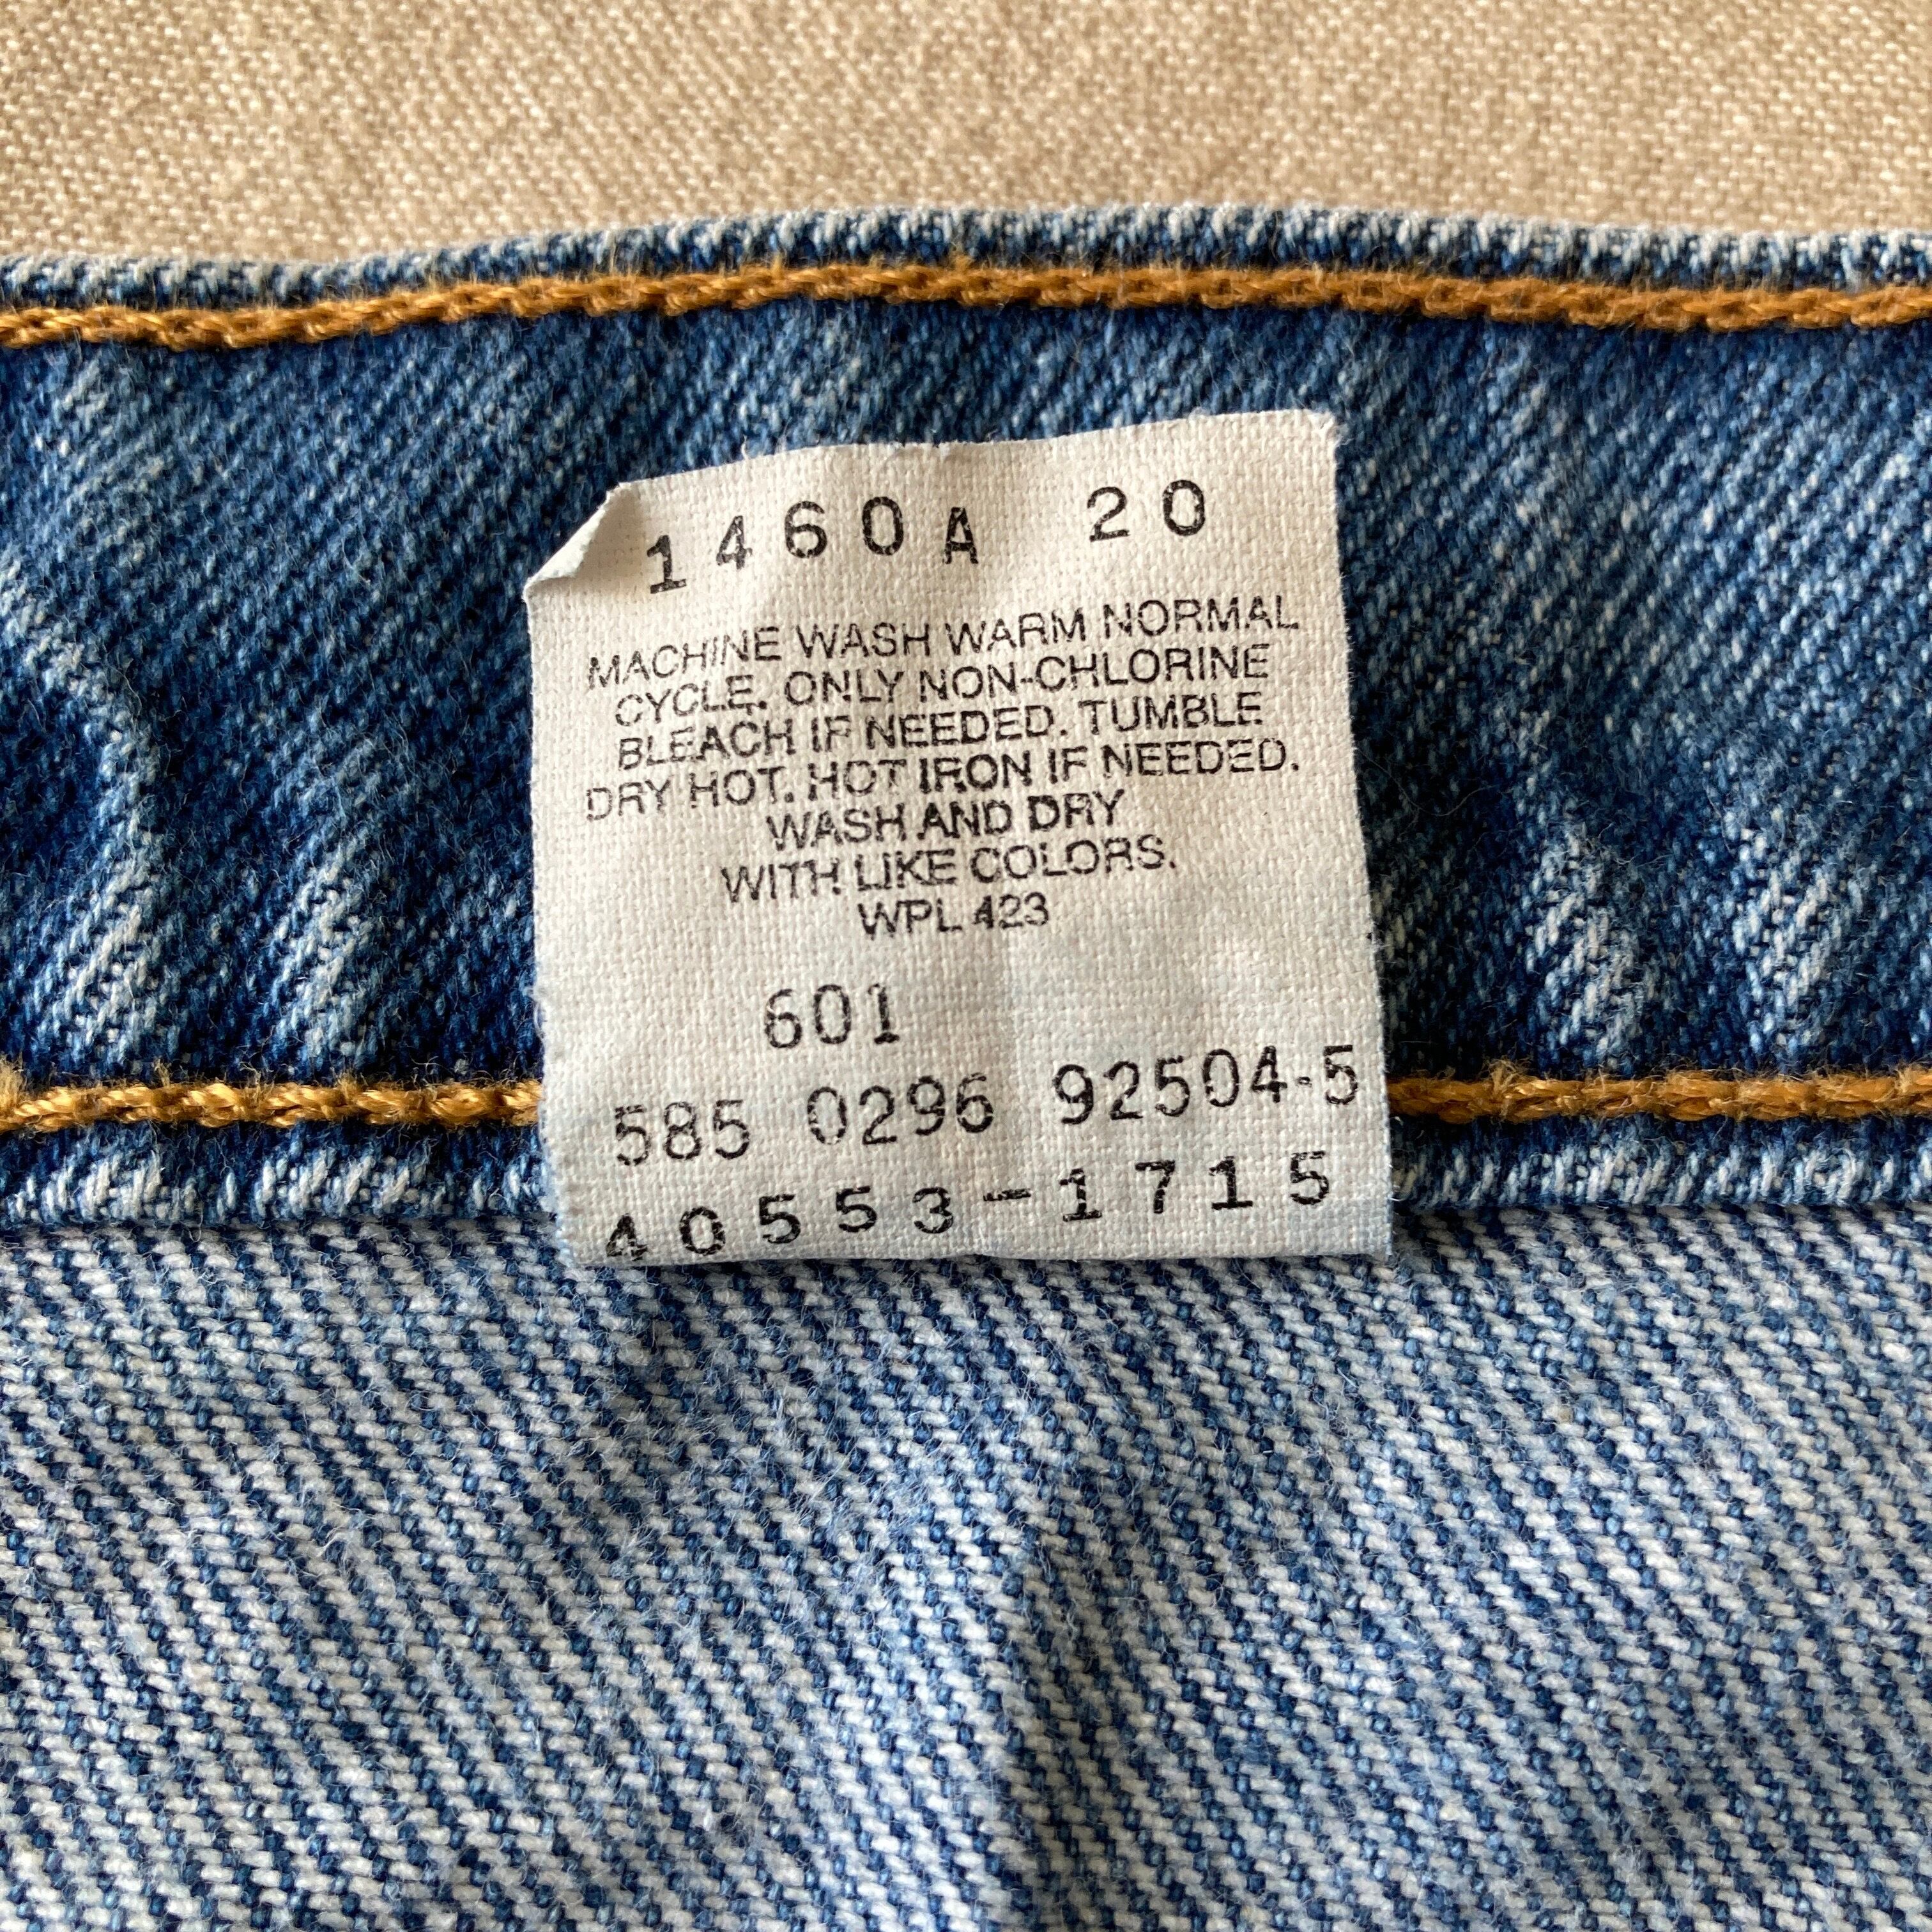 1460A 20
MACHINE WASH WARM NORMAL
CYCLE. ONLY NON-CHLORINE
BLEACH IF NEEDED. TUMBLE
DRY HOT. HOT IRON IF NEEDED.
WASH AND DRY
WITH LIKE COLORS.
WPL 423
601
585 0296 92504-5
40553-1715